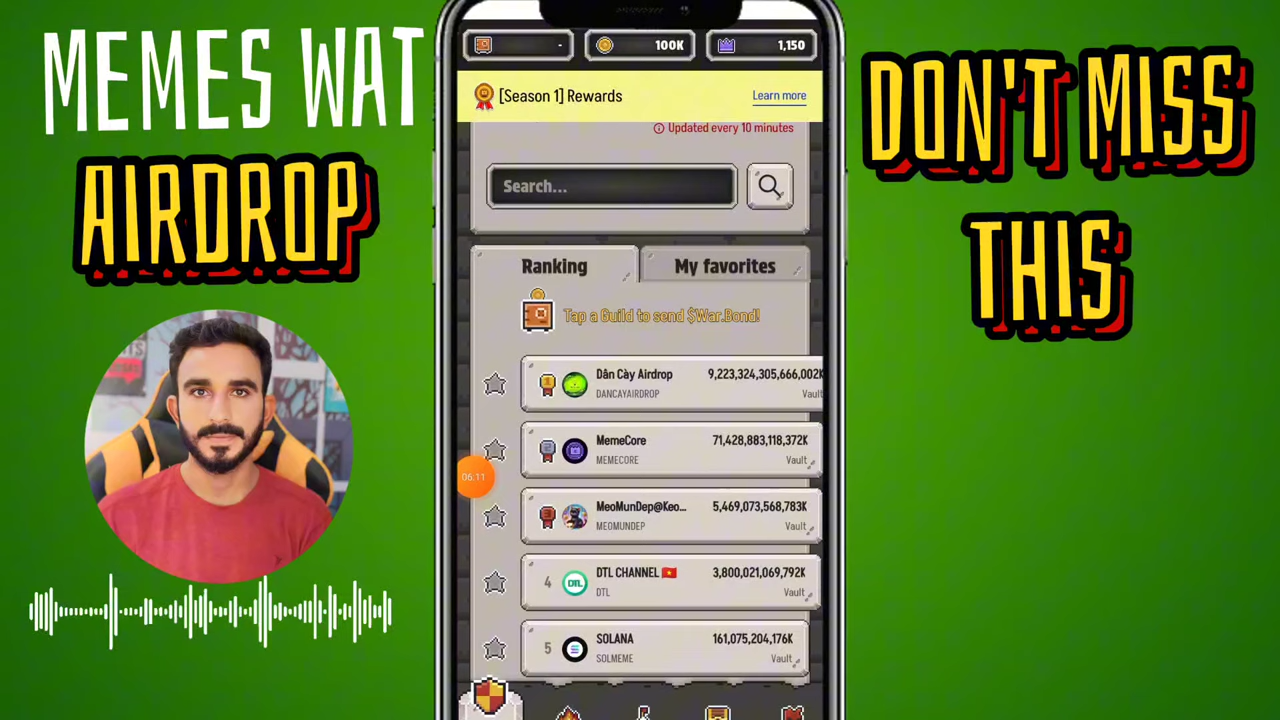 MEMES WAT
AIRDROP
DON'T MISS
THIS
-
100K
1,150
[Season 1] Rewards
Learn more
Updated every 10 minutes
Search...
Ranking
My favorites
Tap a Guild to send $War.Bond!
Dân Cày Airdrop
9,223,324,305,666,002K
DANCAYAIRDROP
Vault
MemeCore
71,428,883,118,372K
MEMECORE
Vault
06:11
MeoMunDep@Keo...
5,469,073,568,783K
MEOMUNDEP
Vault
4
DTL CHANNEL 🇻🇳
3,800,021,069,792K
DTL
DTL
Vault
5
SOLANA
161,075,204,176K
SOLMEME
Vault